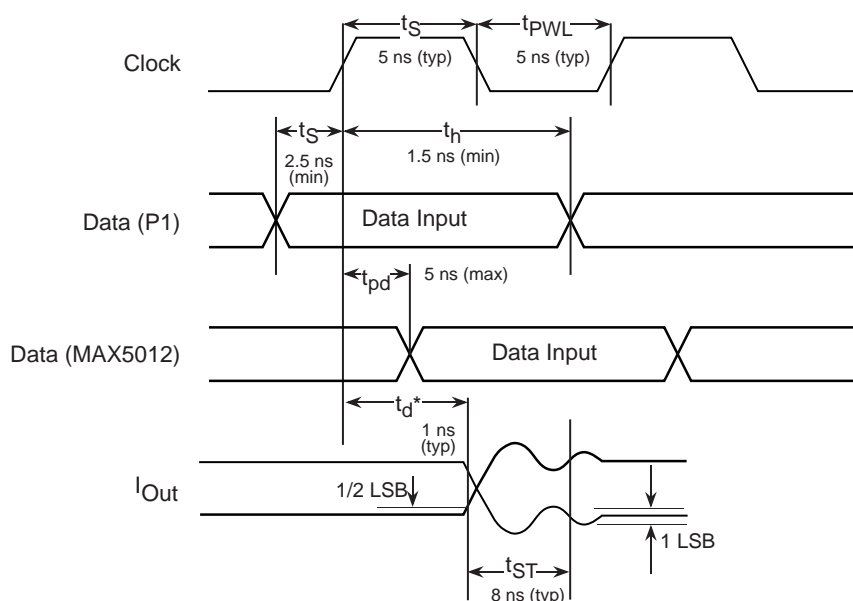 tS
tPWL
Clock
5 ns (typ)
5 ns (typ)
tS
th
2.5 ns
(min)
1.5 ns (min)
Data (P1)
Data Input
tpd
5 ns (max)
Data (MAX5012)
Data Input
td*
1 ns
(typ)
IOut
1/2 LSB
1 LSB
tST
8 ns (typ)